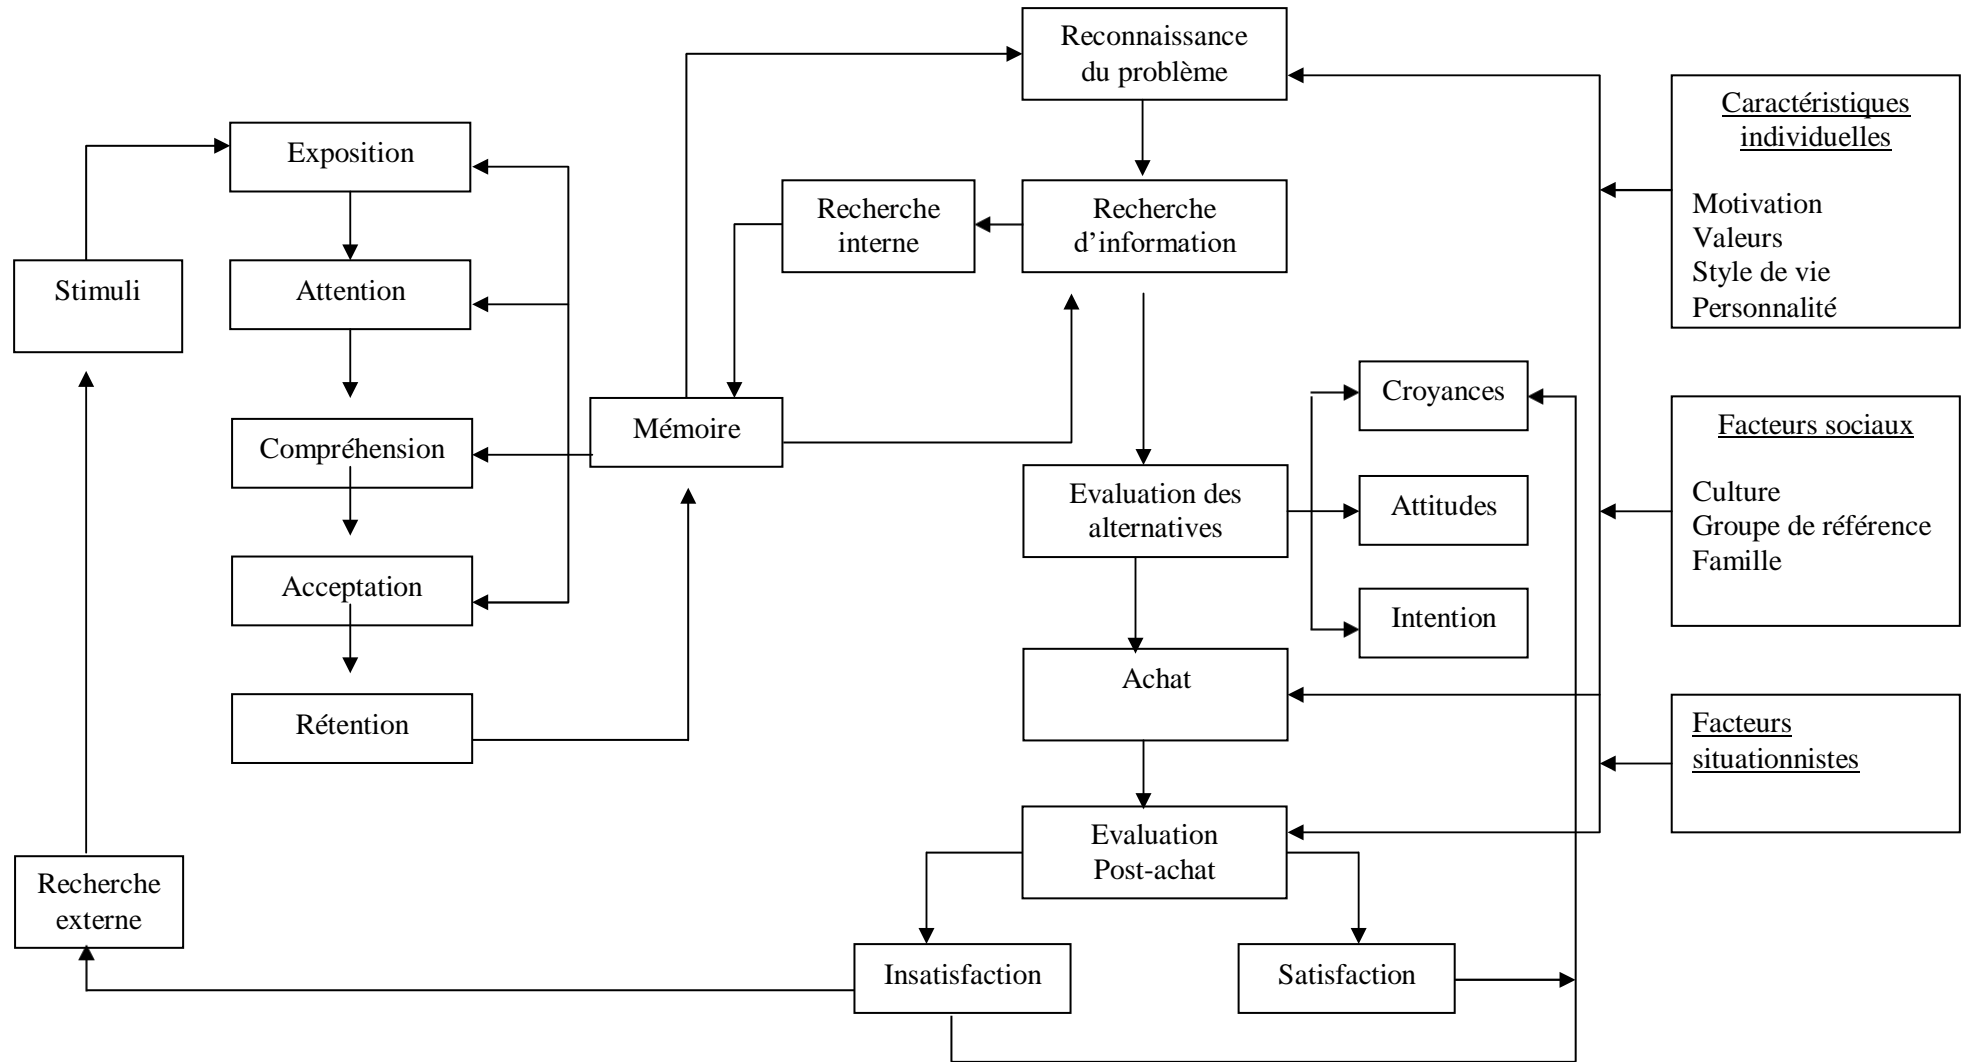 Reconnaissance
du problème
Caractéristiques
individuelles
Motivation
Valeurs
Style de vie
Personnalité
Exposition
Recherche
interne
Recherche
d’information
Stimuli
Attention
Croyances
Compréhension
Mémoire
Facteurs sociaux
Culture
Groupe de référence
Famille
Evaluation des
alternatives
Attitudes
Acceptation
Intention
Achat
Rétention
Facteurs
situationnistes
Evaluation
Post-achat
Recherche
externe
Insatisfaction
Satisfaction